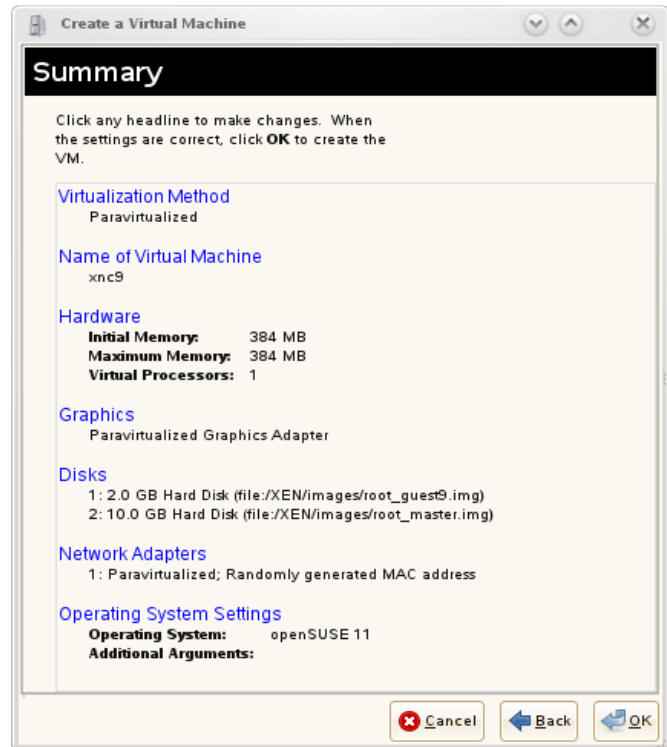 Create a Virtual Machine
Summary
Click any headline to make changes. When
the settings are correct, click OK to create the
VM.
Virtualization Method
Paravirtualized
Name of Virtual Machine
xnc9
Hardware
Initial Memory: 384 MB
Maximum Memory: 384 MB
Virtual Processors: 1
Graphics
Paravirtualized Graphics Adapter
Disks
1: 2.0 GB Hard Disk (file:/XEN/images/root_guest9.img)
2: 10.0 GB Hard Disk (file:/XEN/images/root_master.img)
Network Adapters
1: Paravirtualized; Randomly generated MAC address
Operating System Settings
Operating System: openSUSE 11
Additional Arguments:
Cancel Back OK